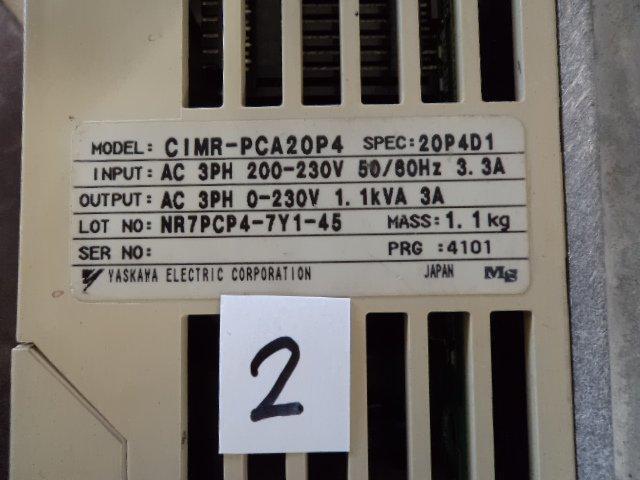 MODEL: CIMR-PCA20P4 SPEC: 20P4D1
INPUT: AC 3PH 200-230V 50/60Hz 3.3A
OUTPUT: AC 3PH 0-230V 1.1kVA 3A
LOT NO: NR7PCP4-7Y1-45 MASS: 1.1kg
SER NO: PRG :4101
YASKAWA ELECTRIC CORPORATION JAPAN MS
2